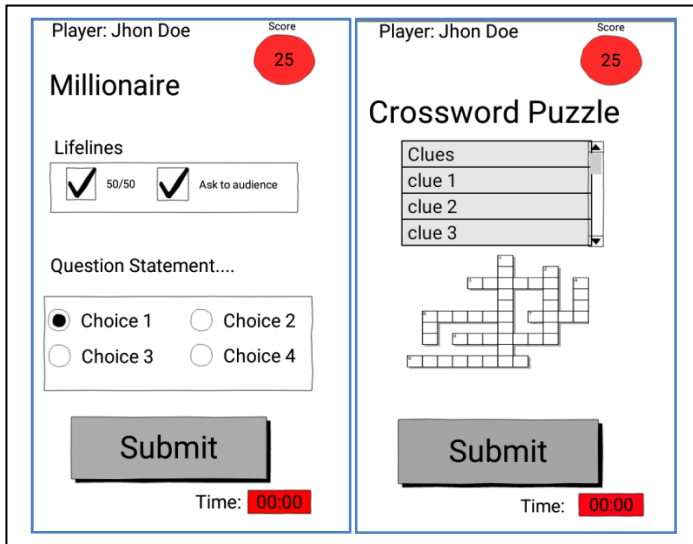 Player: Jhon Doe
Score
25
Millionaire
Lifelines
50/50
Ask to audience
Question Statement....
Choice 1
Choice 2
Choice 3
Choice 4
Submit
Time: 00:00
Player: Jhon Doe
Score
25
Crossword Puzzle
Clues
clue 1
clue 2
clue 3
Submit
Time: 00:00